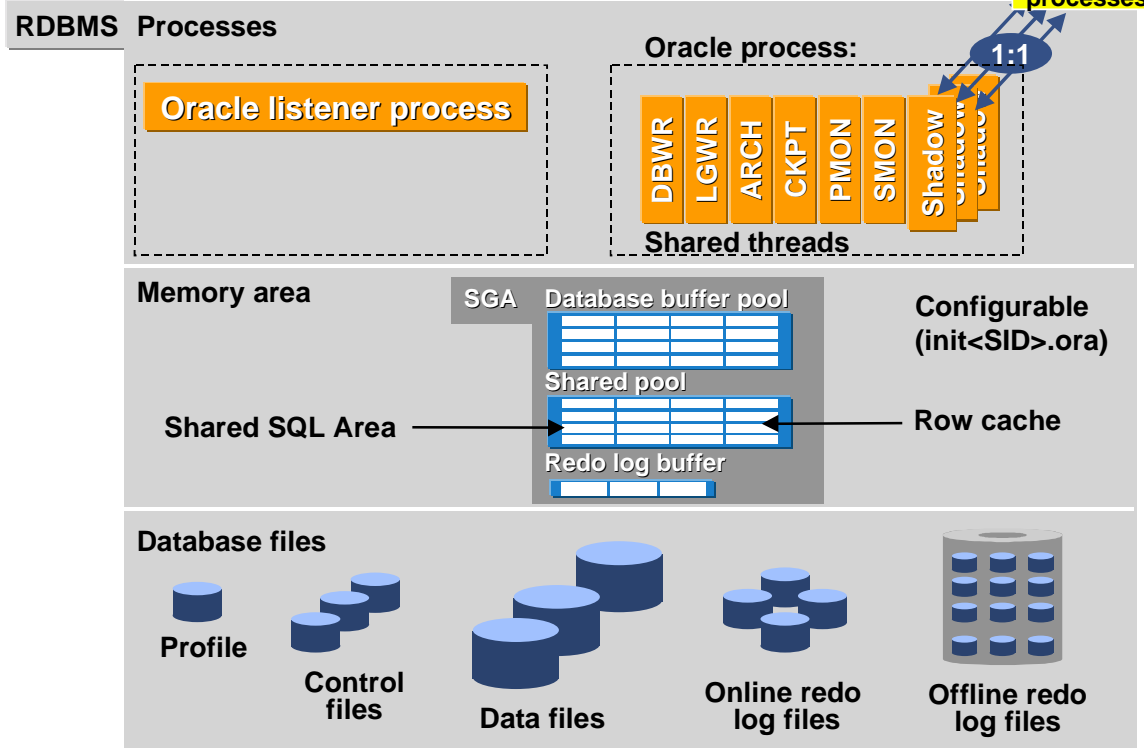 processes
RDBMS Processes
Oracle process:
1:1
Oracle listener process
DBWR
LGWR
ARCH
CKPT
PMON
SMON
Shadow
Shadow
Shadow
Shared threads
Memory area
SGA
Database buffer pool
Configurable
(init<SID>.ora)
Shared pool
Shared SQL Area
Row cache
Redo log buffer
Database files
Profile
Control
files
Data files
Online redo
log files
Offline redo
log files